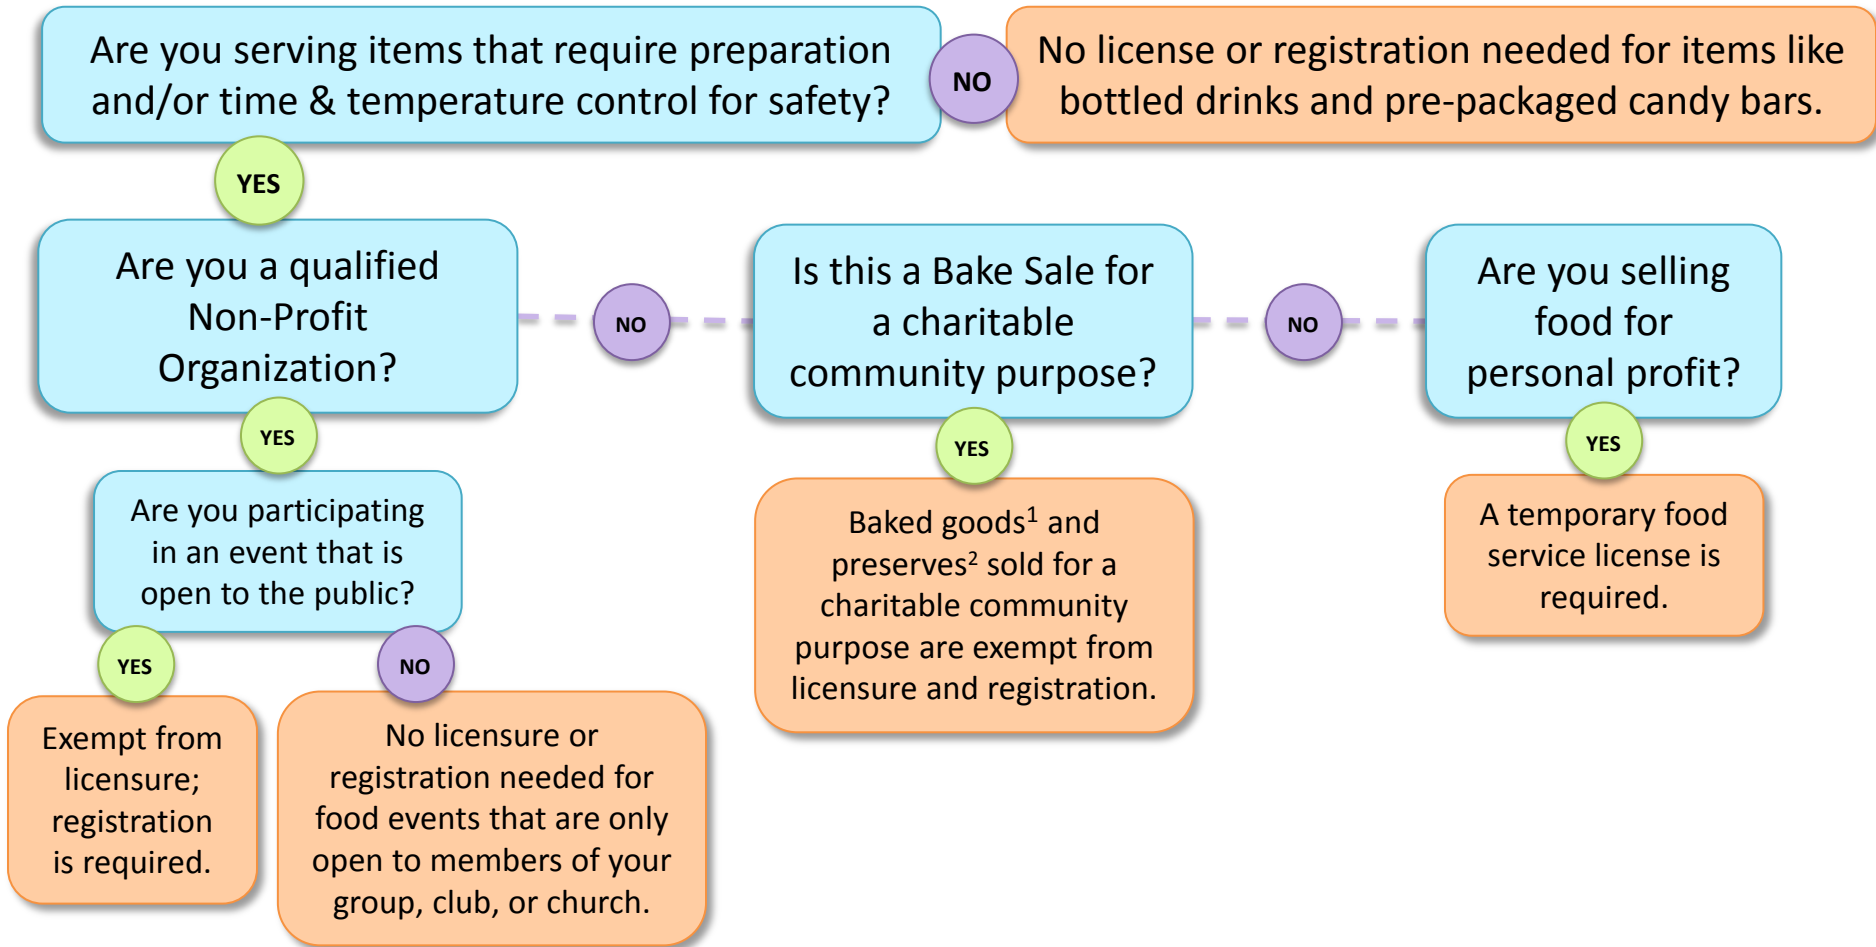 Are you serving items that require preparation
and/or time & temperature control for safety?
NO
No license or registration needed for items like
bottled drinks and pre-packaged candy bars.
YES
Are you a qualified
Non-Profit
Organization?
NO
Is this a Bake Sale for
a charitable
community purpose?
NO
Are you selling
food for
personal profit?
YES
Are you participating
in an event that is
open to the public?
YES
Baked goods¹ and
preserves² sold for a
charitable community
purpose are exempt from
licensure and registration.
YES
A temporary food
service license is
required.
YES
Exempt from
licensure;
registration
is required.
NO
No licensure or
registration needed for
food events that are only
open to members of your
group, club, or church.